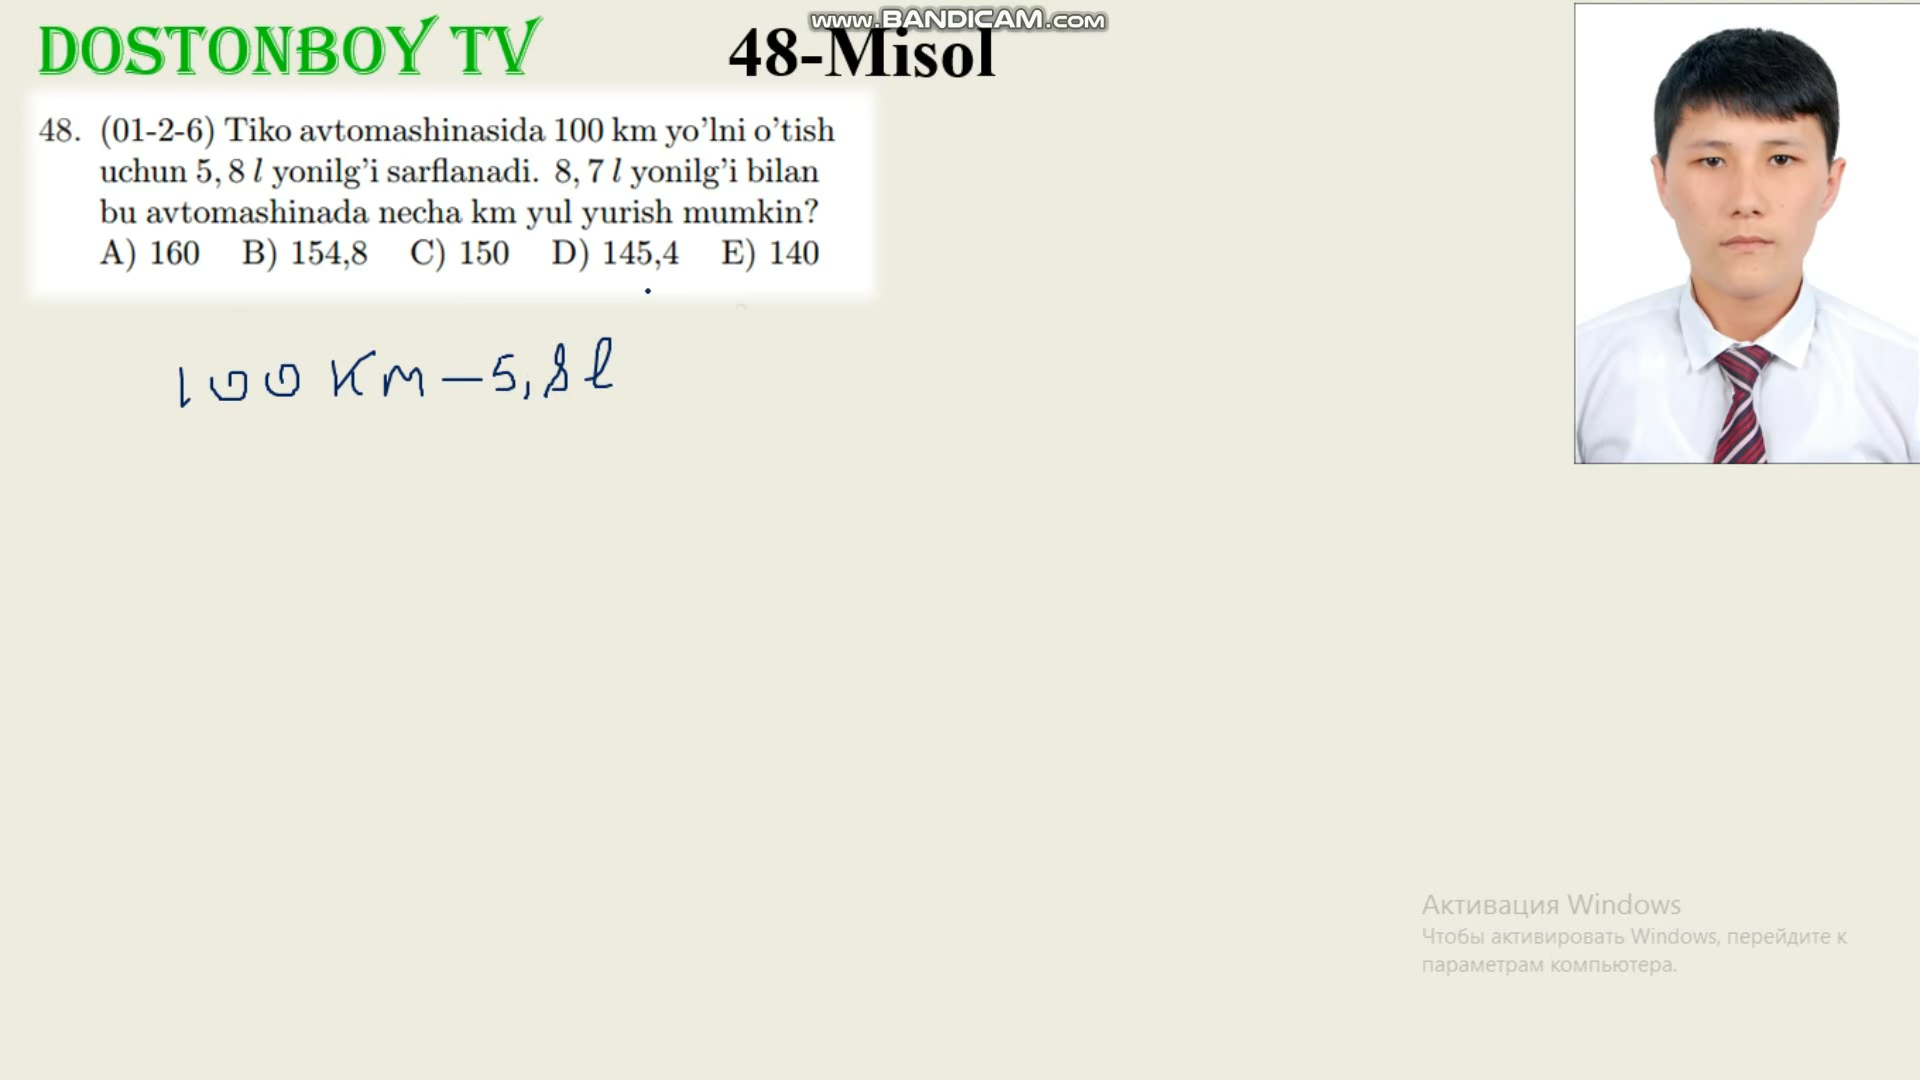 www.BANDICAM.com
DOSTONBOY TV
48-Misol
48. (01-2-6) Tiko avtomashinasida 100 km yo’lni o’tish
uchun 5, 8 l yonilg’i sarflanadi. 8, 7 l yonilg’i bilan
bu avtomashinada necha km yul yurish mumkin?
A) 160 B) 154,8 C) 150 D) 145,4 E) 140
100 Km – 5,8 l
Активация Windows
Чтобы активировать Windows, перейдите к
параметрам компьютера.